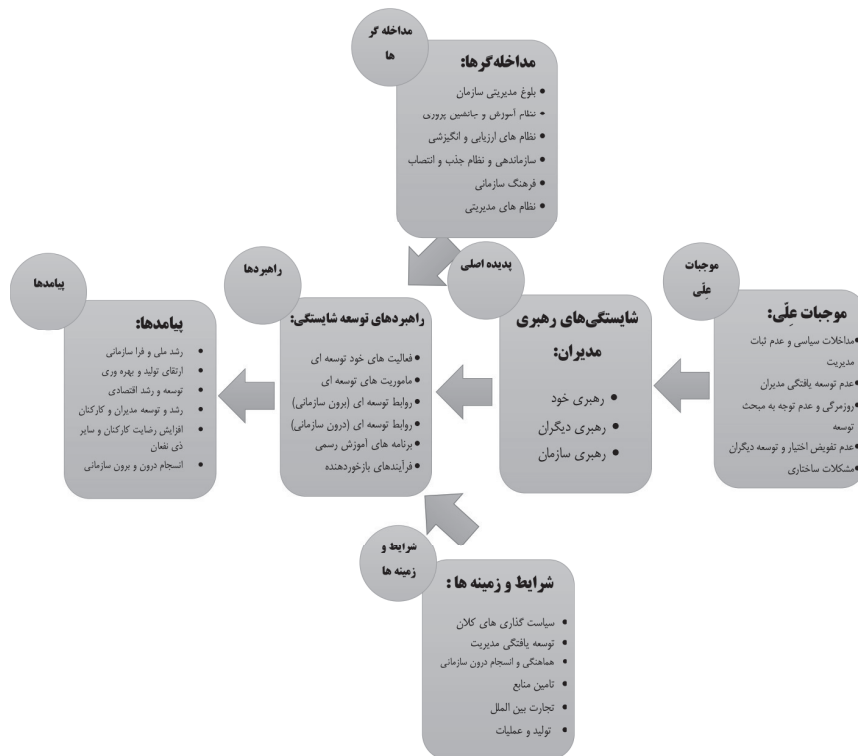 مداخله گر
ها
مداخله‌گرها:
• بلوغ مدیریتی سازمان
• نظام آموزش و جانشین پروری
• نظام های ارزیابی و انگیزشی
• سازماندهی و نظام جذب و انتصاب
• فرهنگ سازمانی
• نظام های مدیریتی
موجبات
عِلّی
موجبات عِلّی:
•مداخلات سیاسی و عدم ثبات
مدیریت
•عدم توسعه یافتگی مدیران
•روزمرگی و عدم توجه به مبحث
توسعه
•عدم تفویض اختیار و توسعه دیگران
•مشکلات ساختاری
پدیده اصلی
شایستگی‌های رهبری
مدیران:
• رهبری خود
• رهبری دیگران
• رهبری سازمان
راهبردها
راهبردهای توسعه شایستگی:
•فعالیت های خود توسعه ای
•ماموریت های توسعه ای
•روابط توسعه ای (برون سازمانی)
•روابط توسعه ای (درون سازمانی)
•برنامه های آموزش رسمی
•فرآیندهای بازخوردهنده
پیامدها
پیامدها:
• رشد ملی و فرا سازمانی
• ارتقای تولید و بهره وری
• توسعه و رشد اقتصادی
• رشد و توسعه مدیران و کارکنان
• افزایش رضایت کارکنان و سایر
ذی نفعان
• انسجام درون و برون سازمانی
شرایط و
زمینه ها
شرایط و زمینه ها :
• سیاست گذاری های کلان
• توسعه یافتگی مدیریت
• هماهنگی و انسجام درون سازمانی
• تامین منابع
• تجارت بین الملل
• تولید و عملیات